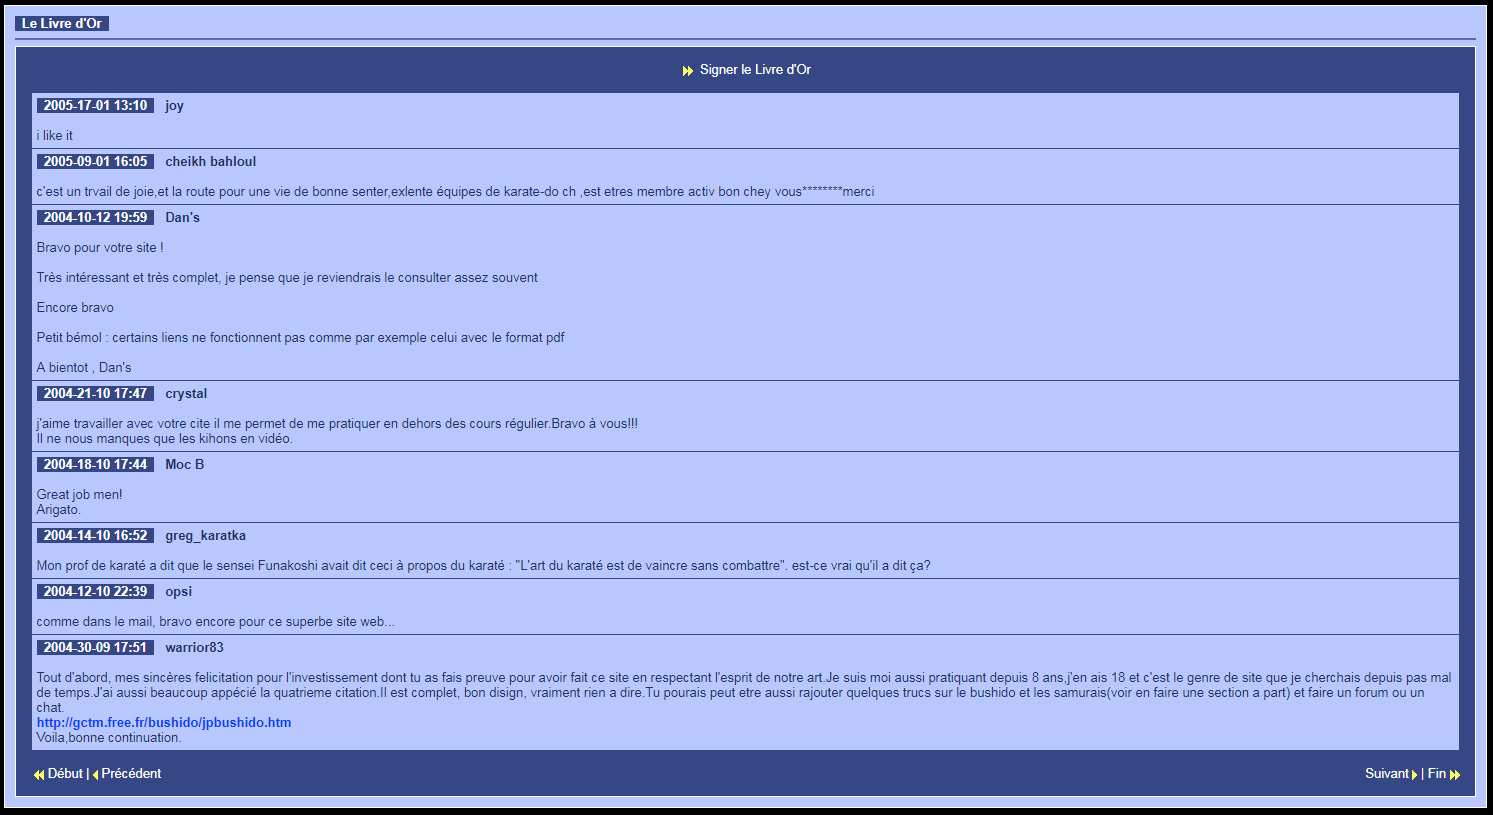 Le Livre d'Or
Signer le Livre d'Or
2005-17-01 13:10 joy
i like it
2005-09-01 16:05 cheikh bahloul
c'est un trvail de joie,et la route pour une vie de bonne senter,exlente équipes de karate-do ch ,est etres membre activ bon chey vous********merci
2004-10-12 19:59 Dan's
Bravo pour votre site !
Très intéressant et très complet, je pense que je reviendrais le consulter assez souvent
Encore bravo
Petit bémol : certains liens ne fonctionnent pas comme par exemple celui avec le format pdf
A bientot , Dan's
2004-21-10 17:47 crystal
j'aime travailler avec votre cite il me permet de me pratiquer en dehors des cours régulier.Bravo à vous!!!
Il ne nous manques que les kihons en vidéo.
2004-18-10 17:44 Moc B
Great job men!
Arigato.
2004-14-10 16:52 greg_karatka
Mon prof de karaté a dit que le sensei Funakoshi avait dit ceci à propos du karaté : "L'art du karaté est de vaincre sans combattre". est-ce vrai qu'il a dit ça?
2004-12-10 22:39 opsi
comme dans le mail, bravo encore pour ce superbe site web...
2004-30-09 17:51 warrior83
Tout d'abord, mes sincères felicitation pour l'investissement dont tu as fais preuve pour avoir fait ce site en respectant l'esprit de notre art.Je suis moi aussi pratiquant depuis 8 ans,j'en ais 18 et c'est le genre de site que je cherchais depuis pas mal
de temps.J'ai aussi beaucoup appécié la quatrieme citation.Il est complet, bon disign, vraiment rien a dire.Tu pourais peut etre aussi rajouter quelques trucs sur le bushido et les samurais(voir en faire une section a part) et faire un forum ou un
chat.
http://gctm.free.fr/bushido/jpbushido.htm
Voila,bonne continuation.
Début | Précédent
Suivant | Fin